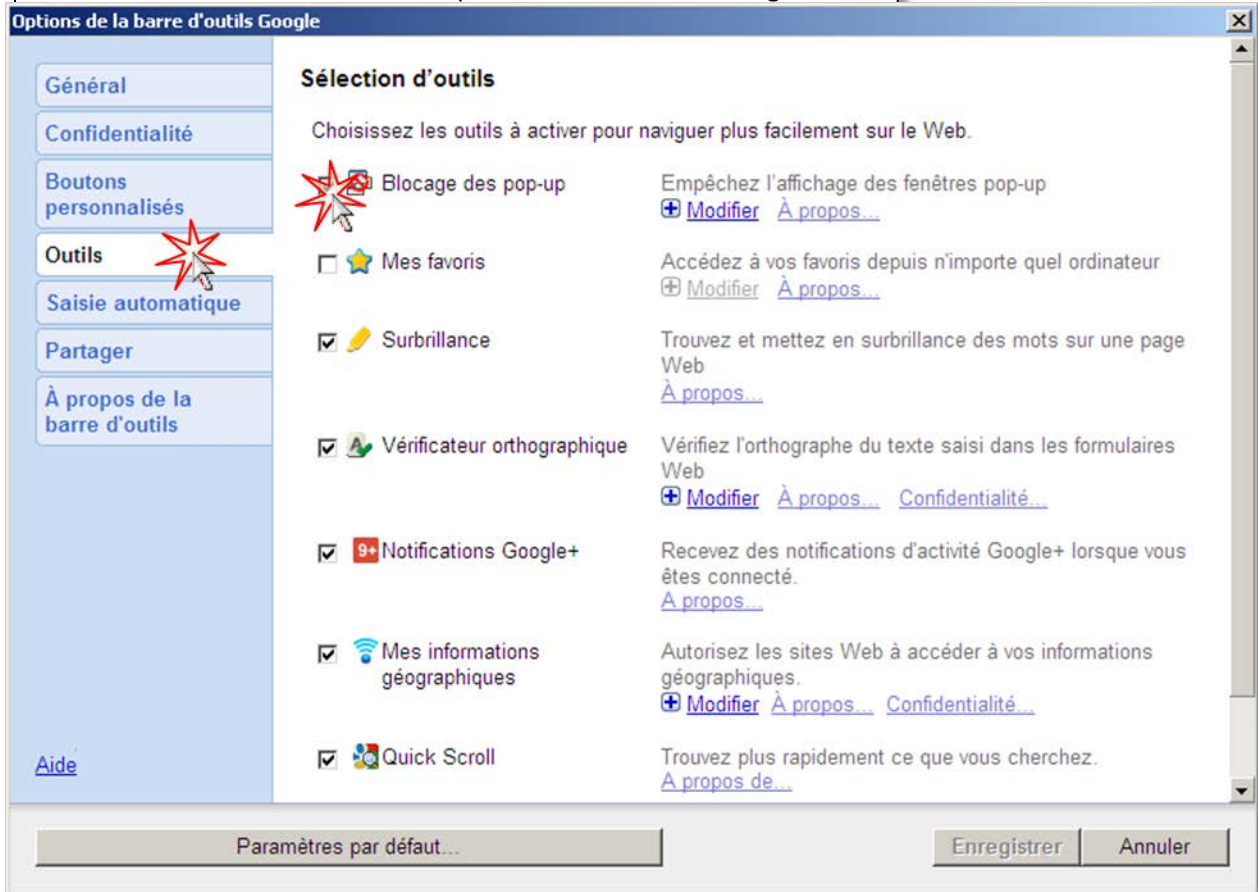 Options de la barre d'outils Google
Général
Confidentialité
Boutons
personnalisés
Outils
Saisie automatique
Partager
À propos de la
barre d'outils
Aide
Sélection d'outils
Choisissez les outils à activer pour naviguer plus facilement sur le Web.
Blocage des pop-up
Empêchez l'affichage des fenêtres pop-up
Modifier À propos...
Mes favoris
Accédez à vos favoris depuis n'importe quel ordinateur
Modifier À propos...
Surbrillance
Trouvez et mettez en surbrillance des mots sur une page
Web
À propos...
Vérificateur orthographique
Vérifiez l'orthographe du texte saisi dans les formulaires
Web
Modifier À propos... Confidentialité...
9+ Notifications Google+
Recevez des notifications d'activité Google+ lorsque vous
êtes connecté.
A propos...
Mes informations
géographiques
Autorisez les sites Web à accéder à vos informations
géographiques.
Modifier À propos... Confidentialité...
Quick Scroll
Trouvez plus rapidement ce que vous cherchez.
A propos de...
Paramètres par défaut...
Enregistrer
Annuler